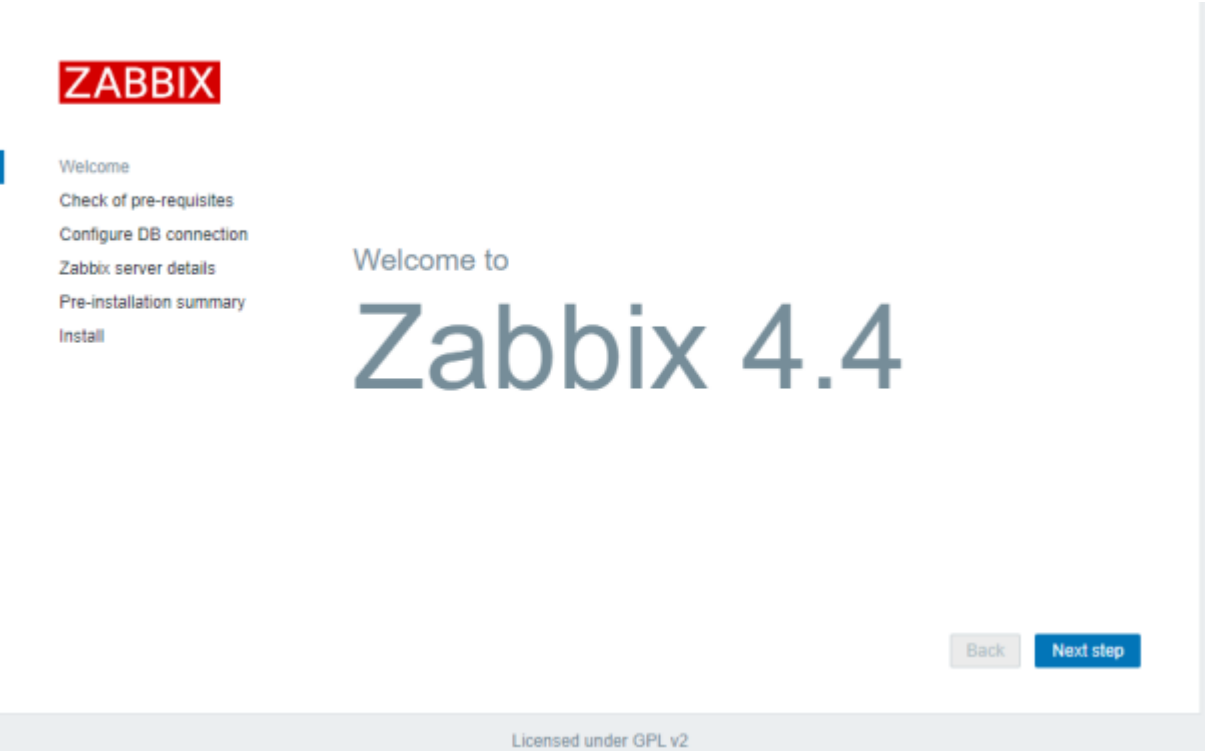 ZABBIX
Welcome
Check of pre-requisites
Configure DB connection
Zabbix server details
Pre-installation summary
Install
Welcome to
Zabbix 4.4
Back
Next step
Licensed under GPL v2